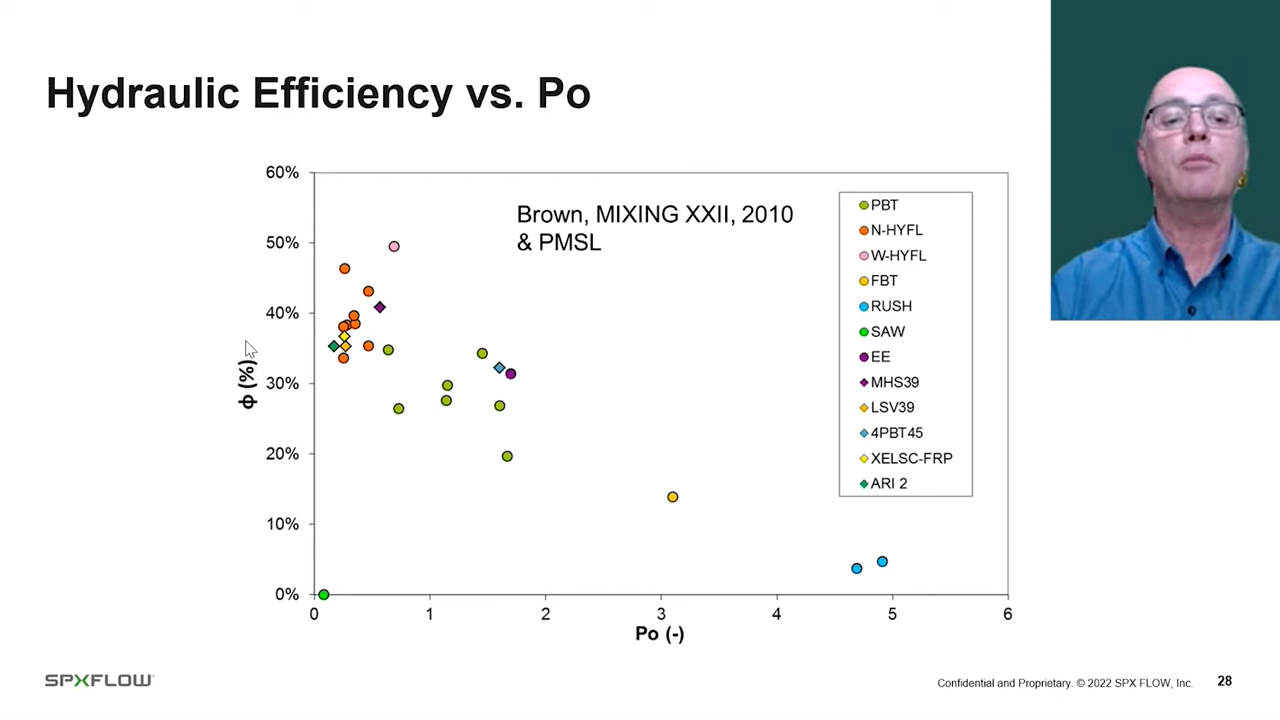 Hydraulic Efficiency vs. Po
60%
50%
40%
30%
20%
10%
0%
ϕ (%)
Brown, MIXING XXII, 2010
& PMSL
PBT
N-HYFL
W-HYFL
FBT
RUSH
SAW
EE
MHS39
LSV39
4PBT45
XELSC-FRP
ARI 2
0 1 2 3 4 5 6
Po (-)
SPXFLOW
Confidential and Proprietary. © 2022 SPX FLOW, Inc. 28